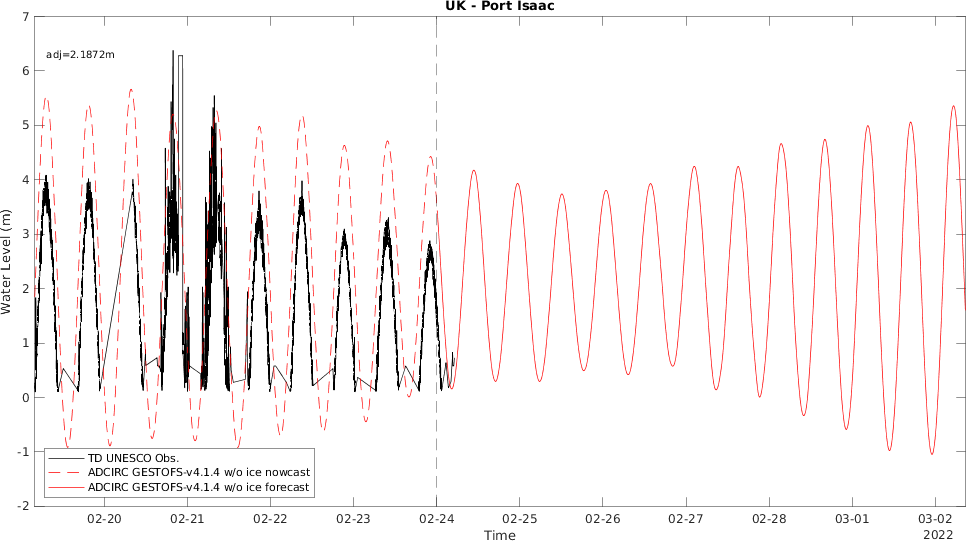 UK - Port Isaac
adj=2.1872m
Water Level (m)
7
6
5
4
3
2
1
0
-1
-2
TD UNESCO Obs.
ADCIRC GESTOFS-v4.1.4 w/o ice nowcast
ADCIRC GESTOFS-v4.1.4 w/o ice forecast
02-20 02-21 02-22 02-23 02-24 02-25 02-26 02-27 02-28 03-01 03-02
Time 2022